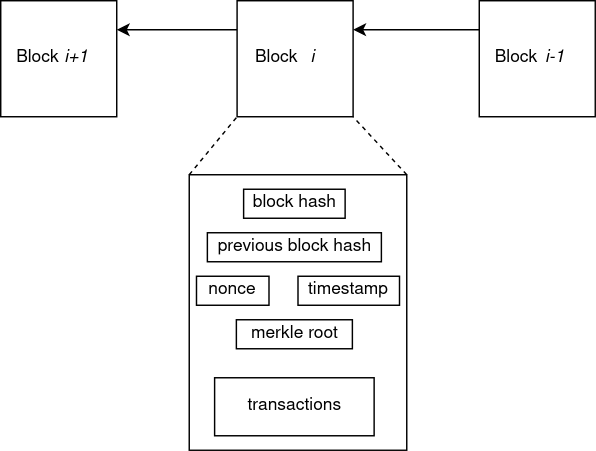 Block i+1
Block i
Block i-1
block hash
previous block hash
nonce
timestamp
merkle root
transactions